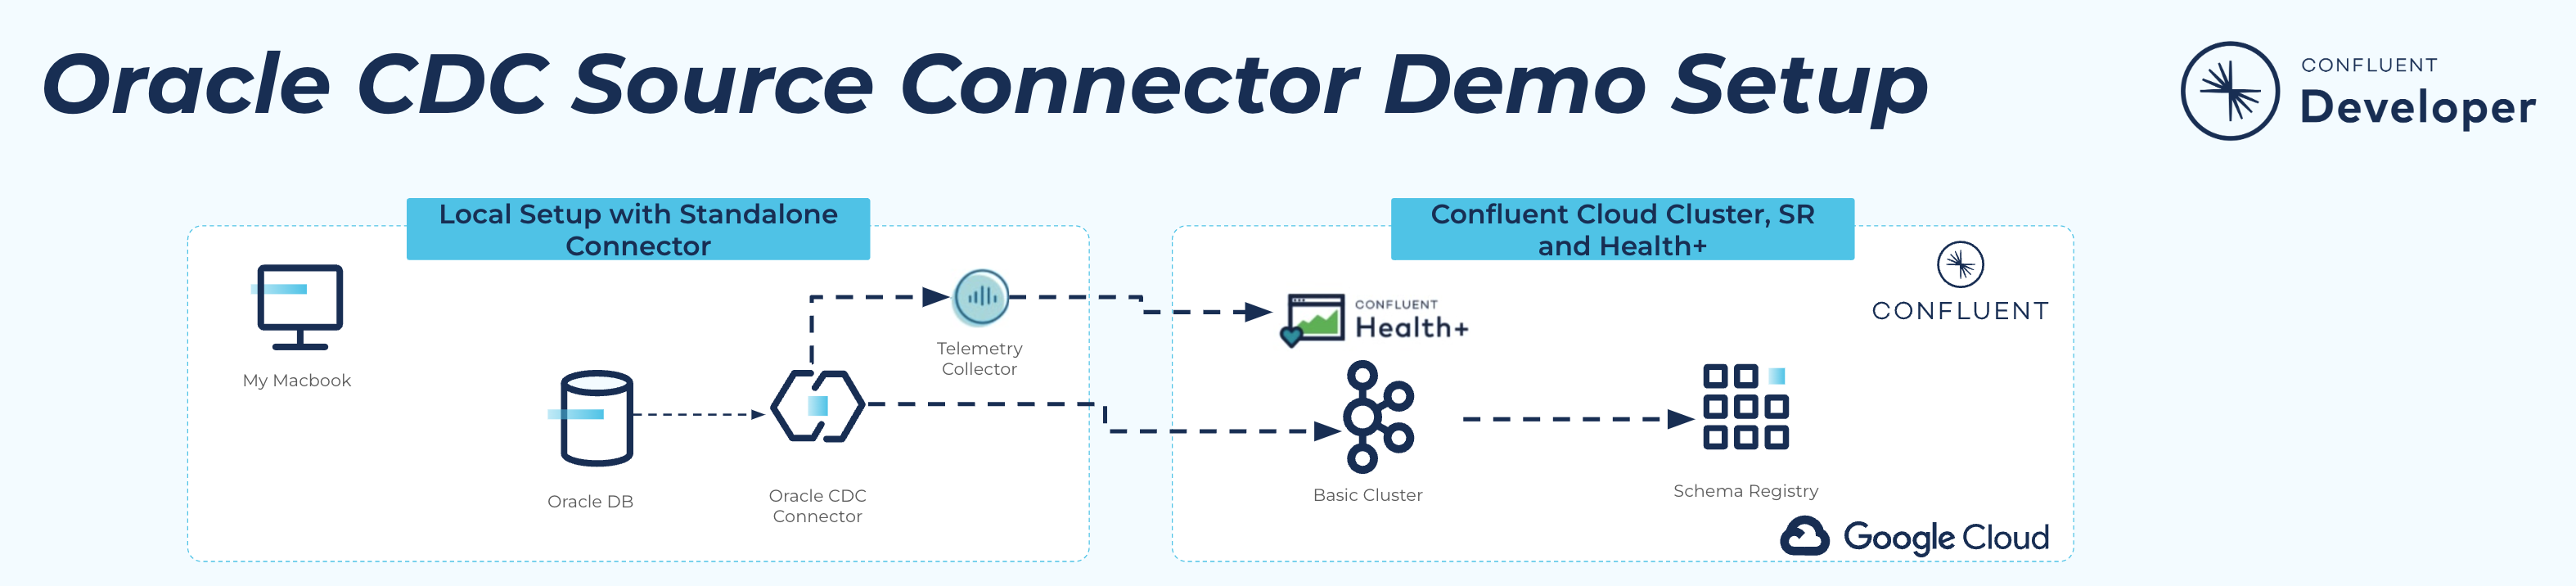 Oracle CDC Source Connector Demo Setup
CONFLUENT
Developer
Local Setup with Standalone
Connector
My Macbook
Oracle DB
Oracle CDC
Connector
Telemetry
Collector
Confluent Cloud Cluster, SR
and Health+
CONFLUENT
Health+
CONFLUENT
Basic Cluster
Schema Registry
Google Cloud